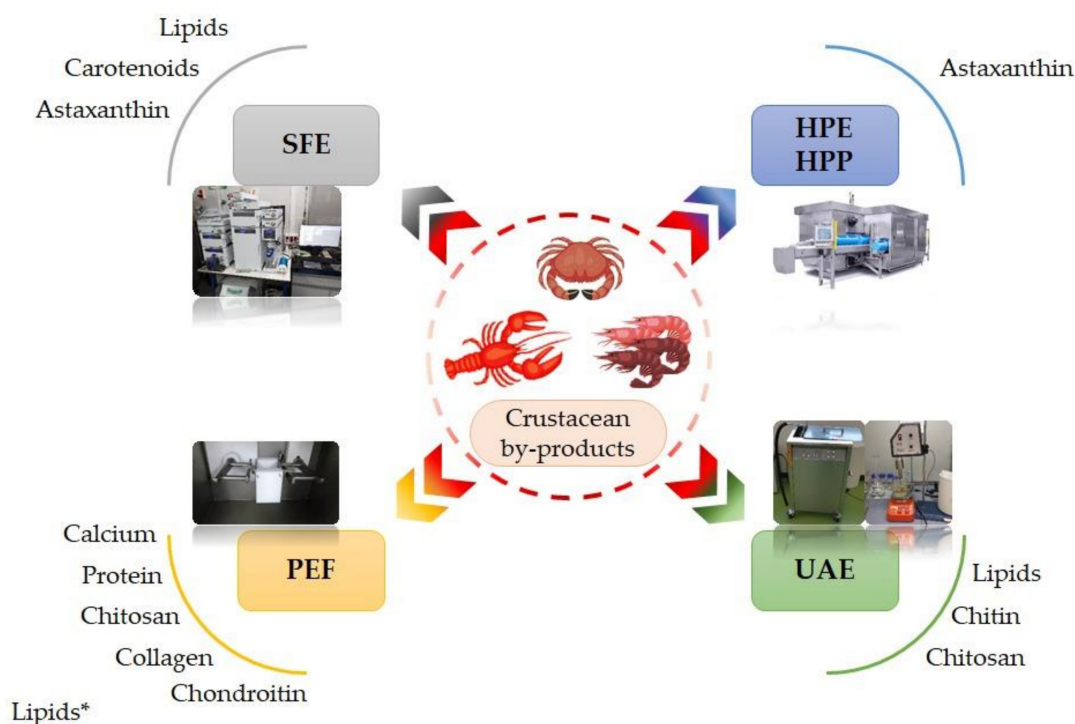 Lipids
Carotenoids
Astaxanthin
SFE
HPE
HPP
Astaxanthin
Crustacean
by-products
Calcium
Protein
Chitosan
Collagen
Chondroitin
Lipids*
PEF
UAE
Lipids
Chitin
Chitosan